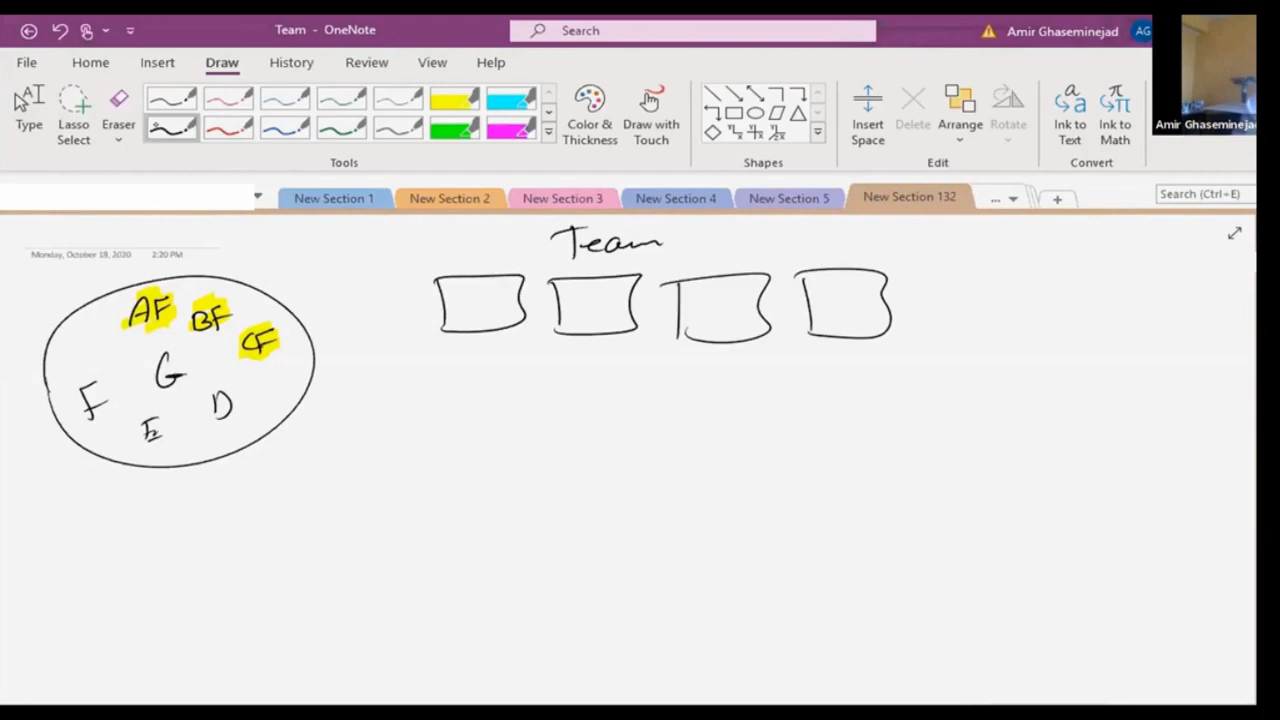 Team - OneNote
Search
Amir Ghaseminejad
AG
File Home Insert Draw History Review View Help
Type
Lasso Select
Eraser
Color & Thickness
Draw with Touch
Insert Space
Delete
Arrange
Rotate
Ink to Text
Ink to Math
Amir Ghaseminejad
Tools
Shapes
Edit
Convert
New Section 1
New Section 2
New Section 3
New Section 4
New Section 5
New Section 132
...
Search (Ctrl+E)
Monday, October 19, 2020 2:20 PM
Team
AF BF
CF
G
F D
E